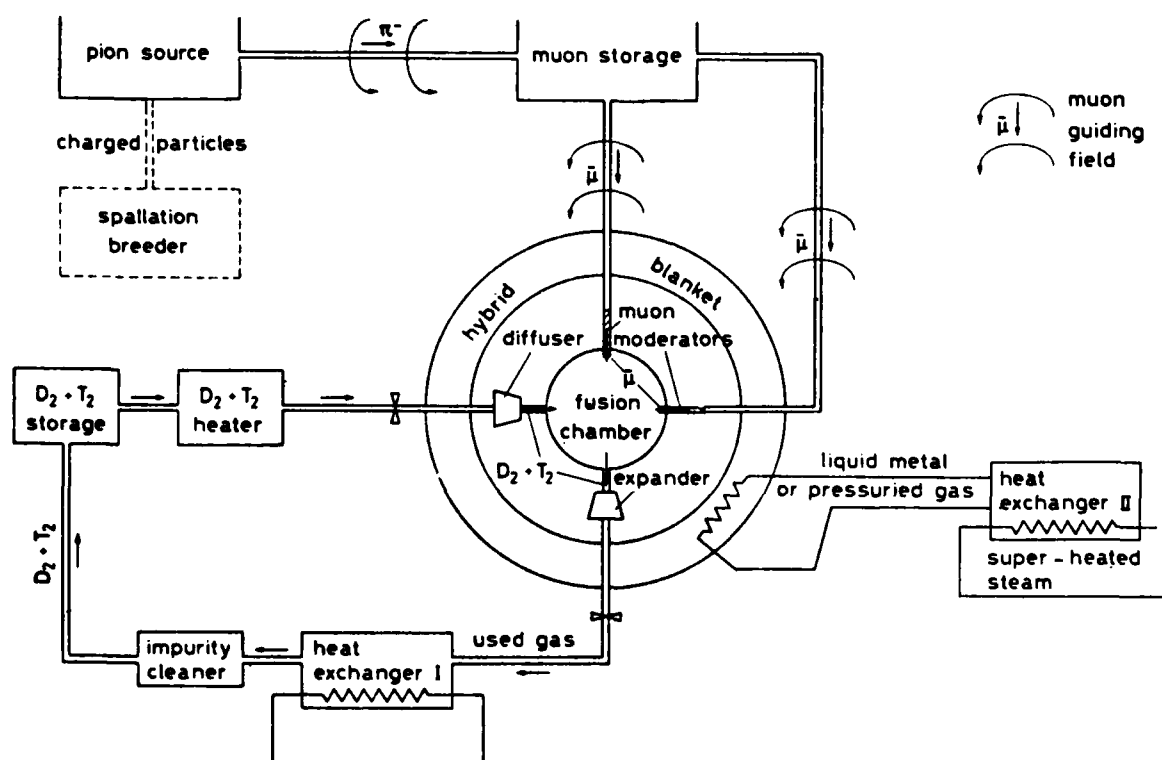 pion source
π⁻
muon storage
muon
guiding
field
μ̄
charged particles
spallation
breeder
μ̄
μ̄
hybrid
blanket
diffuser
muon
moderators
μ̄
D₂ + T₂
storage
D₂ + T₂
heater
fusion
chamber
D₂ + T₂
expander
liquid metal
or pressuried gas
heat
exchanger II
super-heated
steam
D₂ + T₂
impurity
cleaner
heat
exchanger I
used gas